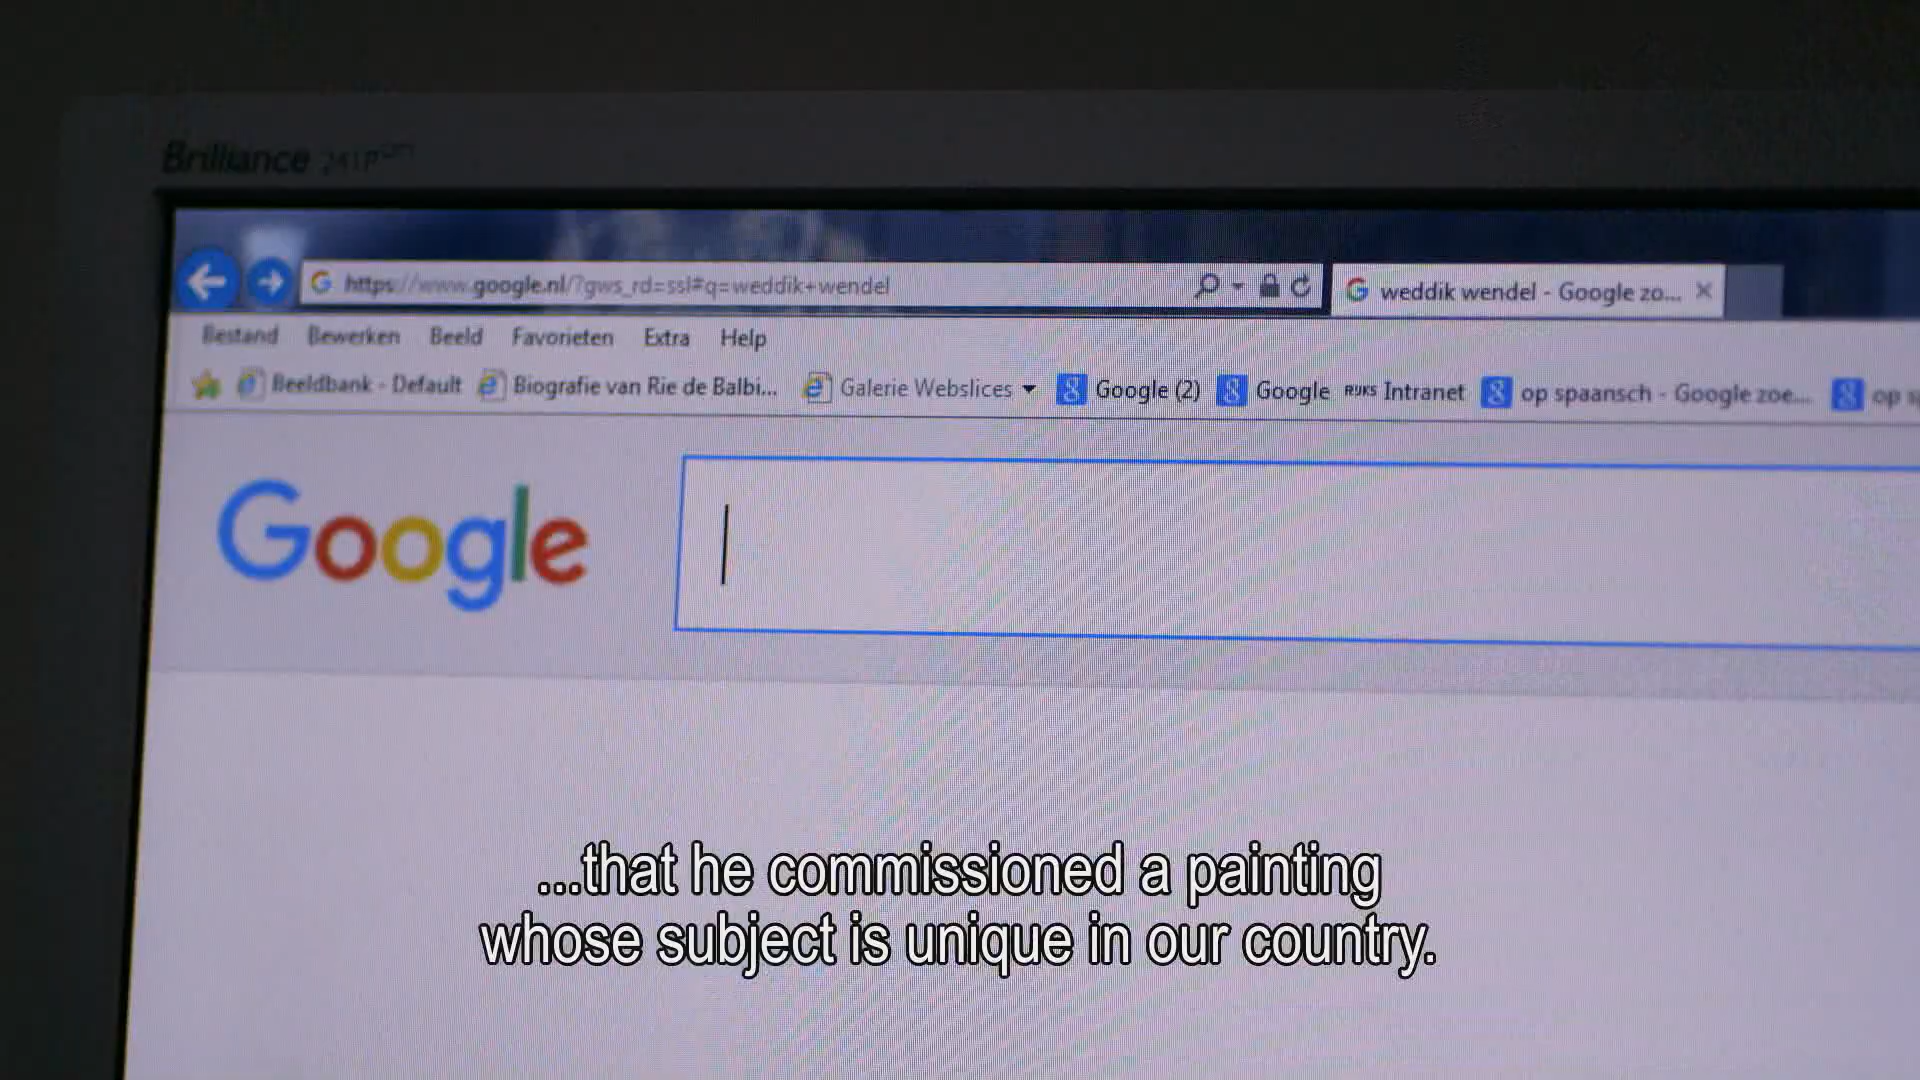 Brilliance 241P
https://www.google.nl/?gws_rd=ssl#q=weddik+wendel
weddik wendel - Google zo...
Bestand Bewerken Beeld Favorieten Extra Help
Beeldbank - Default Biografie van Rie de Balbi... Galerie Webslices Google (2) Google RIJKS Intranet op spaansch - Google zoe... op
Google
...that he commissioned a painting
whose subject is unique in our country.